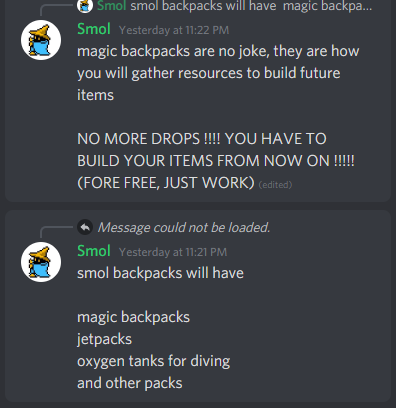 Smol smol backpacks will have  magic backpa...
Smol Yesterday at 11:22 PM
magic backpacks are no joke, they are how
you will gather resources to build future
items
NO MORE DROPS !!!! YOU HAVE TO
BUILD YOUR ITEMS FROM NOW ON !!!!!
(FORE FREE, JUST WORK) (edited)
Message could not be loaded.
Smol Yesterday at 11:21 PM
smol backpacks will have
magic backpacks
jetpacks
oxygen tanks for diving
and other packs